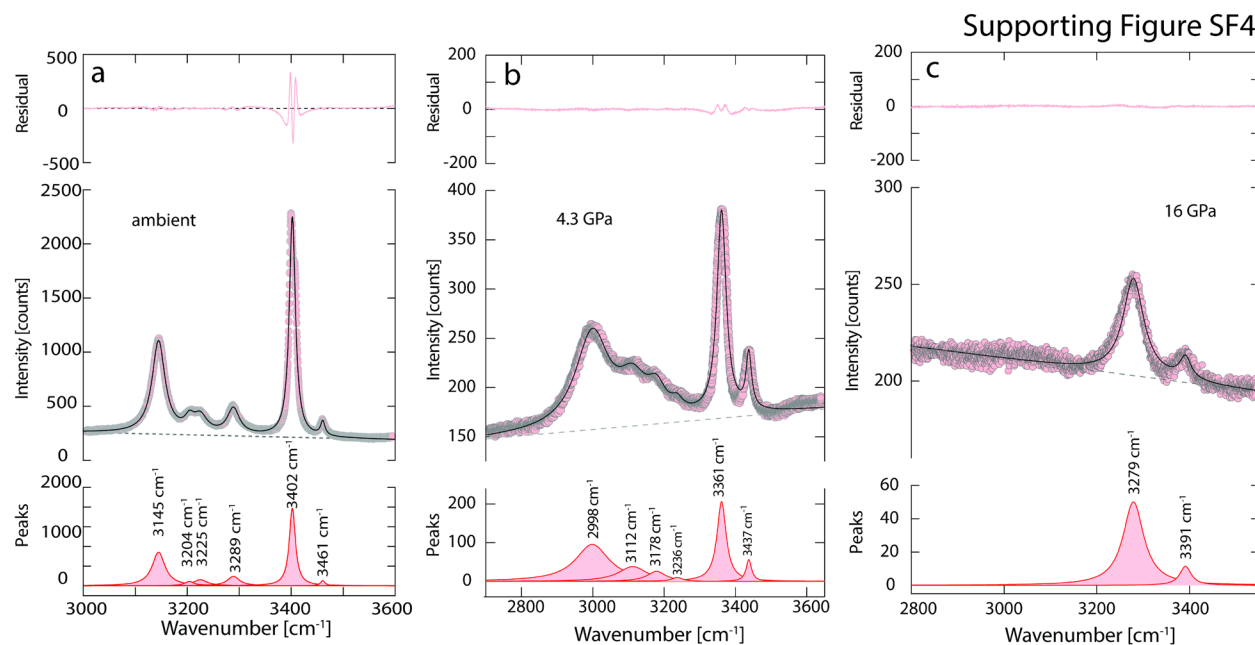 Supporting Figure SF4
a
500
0
-500
Residual
2500
2000
1500
1000
500
0
Intensity [counts]
ambient
2000
1000
0
Peaks
3145 cm-1
3204 cm-1
3225 cm-1
3289 cm-1
3402 cm-1
3461 cm-1
3000
3200
3400
3600
Wavenumber [cm-1]
b
200
0
-200
Residual
400
350
300
250
200
150
Intensity [counts]
4.3 GPa
200
100
0
Peaks
2998 cm-1
3112 cm-1
3178 cm-1
3236 cm-1
3361 cm-1
3437 cm-1
2800
3000
3200
3400
3600
Wavenumber [cm-1]
c
200
0
-200
Residual
300
250
200
Intensity [counts]
16 GPa
60
40
20
0
Peaks
3279 cm-1
3391 cm-1
2800
3000
3200
3400
Wavenumber [cm-1]